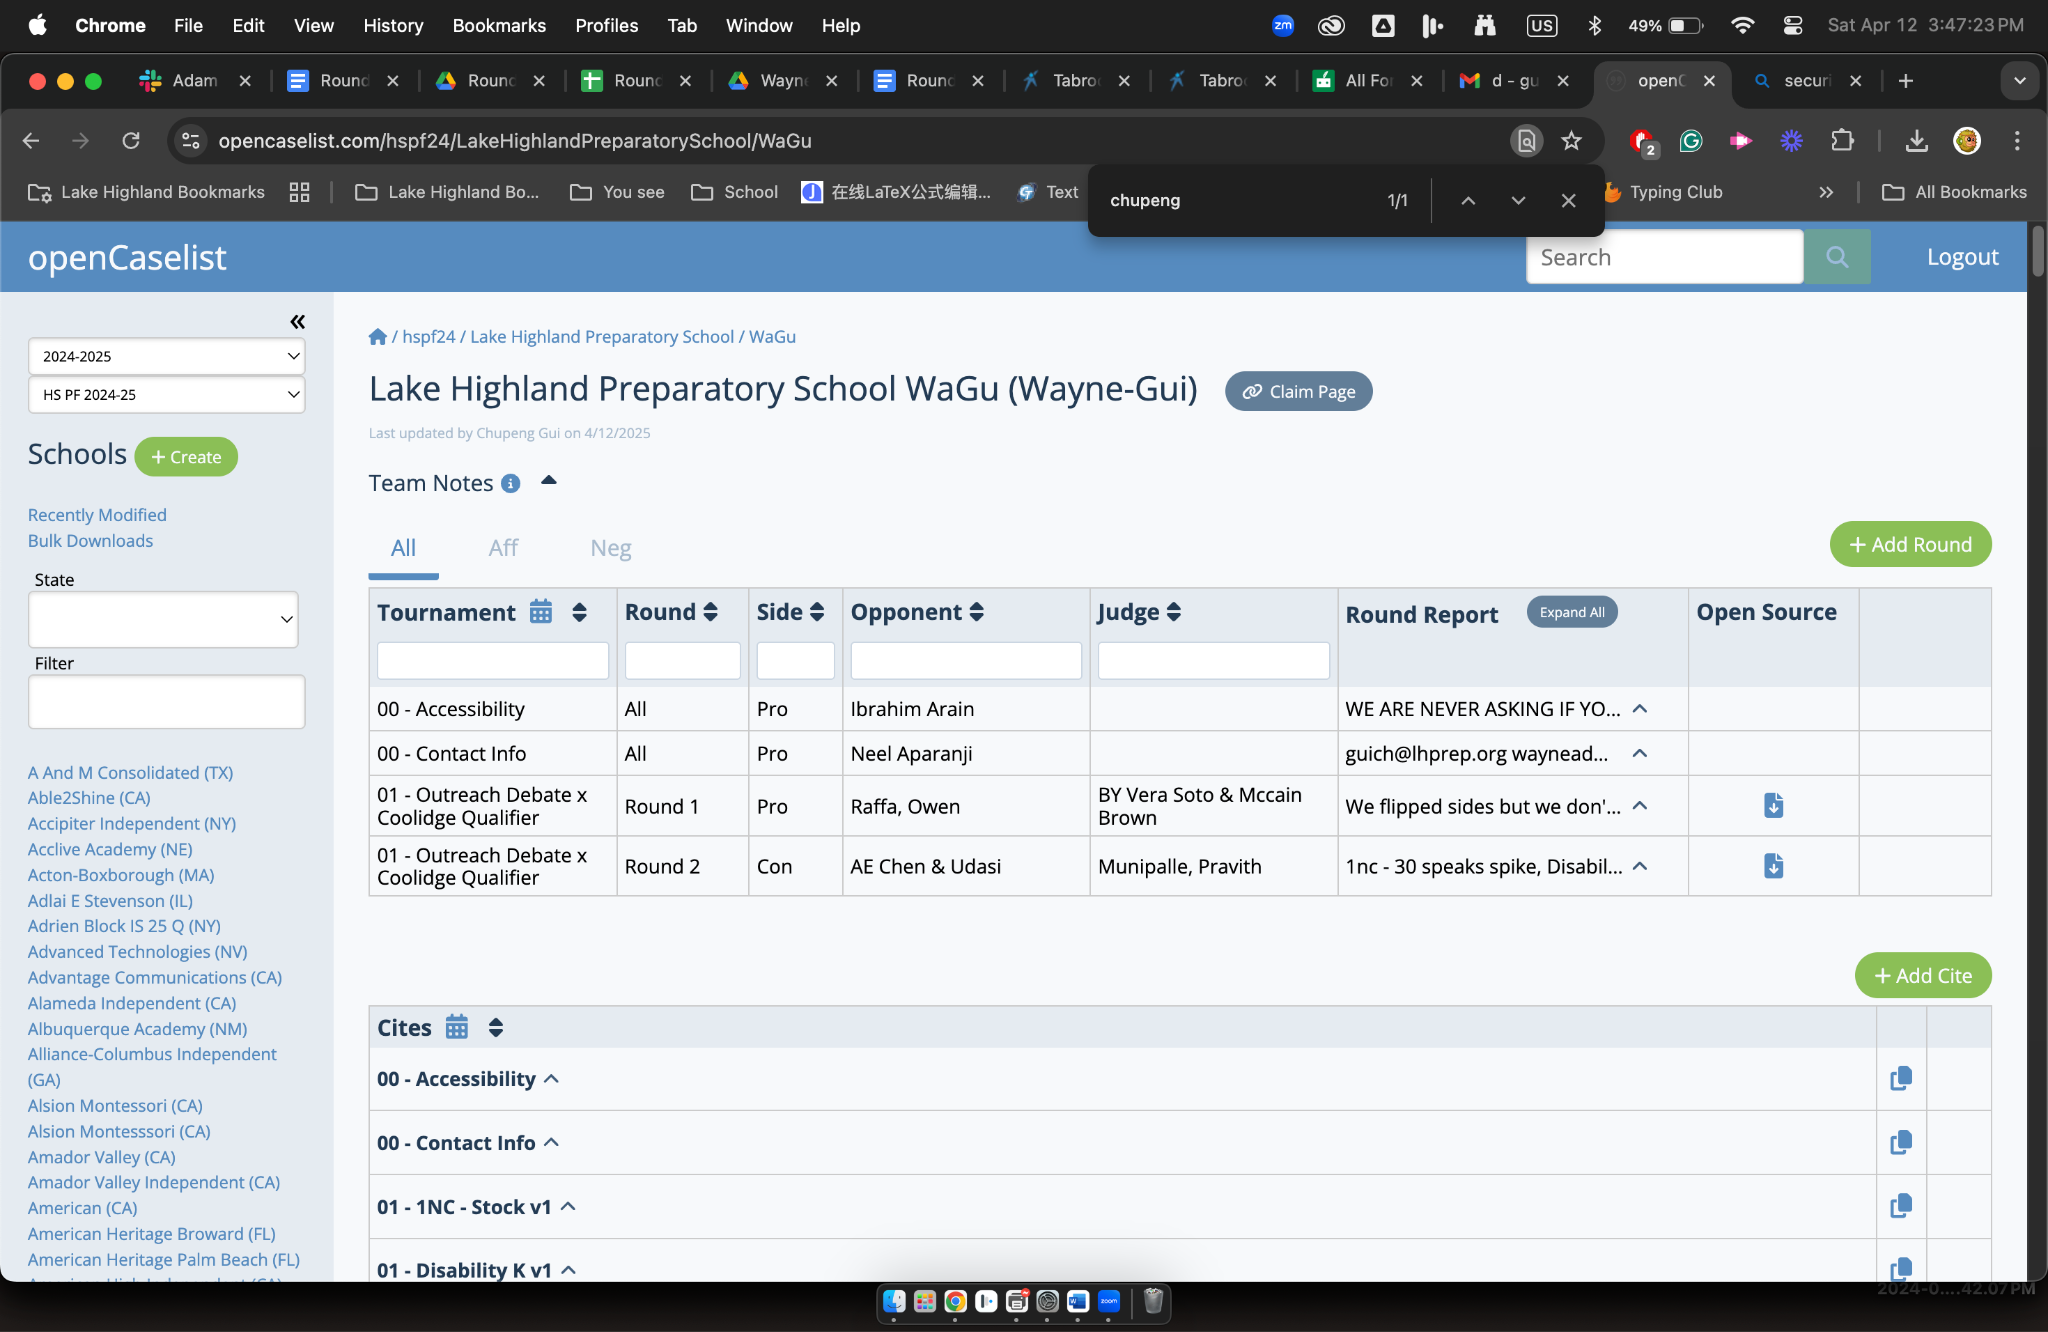 Chrome File Edit View History Bookmarks Profiles Tab Window Help zm US 49% Sat Apr 12 3:47:23 PM
Adam Round Round Round Wayne Round Tabro Tabro All For d - gu openC securi
opencaselist.com/hspf24/LakeHighlandPreparatorySchool/WaGu 2
Lake Highland Bookmarks Lake Highland Bo... You see School 在线LaTeX公式编辑... Text Typing Club » All Bookmarks
chupeng 1/1
openCaselist Search Logout
«
2024-2025
HS PF 2024-25
Schools + Create
Recently Modified
Bulk Downloads
State
Filter
A And M Consolidated (TX)
Able2Shine (CA)
Accipiter Independent (NY)
Acclive Academy (NE)
Acton-Boxborough (MA)
Adlai E Stevenson (IL)
Adrien Block IS 25 Q (NY)
Advanced Technologies (NV)
Advantage Communications (CA)
Alameda Independent (CA)
Albuquerque Academy (NM)
Alliance-Columbus Independent
(GA)
Alsion Montessori (CA)
Alsion Montesssori (CA)
Amador Valley (CA)
Amador Valley Independent (CA)
American (CA)
American Heritage Broward (FL)
American Heritage Palm Beach (FL)
/ hspf24 / Lake Highland Preparatory School / WaGu
Lake Highland Preparatory School WaGu (Wayne-Gui) Claim Page
Last updated by Chupeng Gui on 4/12/2025
Team Notes
All Aff Neg + Add Round
Tournament Round Side Opponent Judge Round Report Expand All Open Source
00 - Accessibility All Pro Ibrahim Arain WE ARE NEVER ASKING IF YO...
00 - Contact Info All Pro Neel Aparanji guich@lhprep.org waynead...
01 - Outreach Debate x Coolidge Qualifier Round 1 Pro Raffa, Owen BY Vera Soto & Mccain Brown We flipped sides but we don'...
01 - Outreach Debate x Coolidge Qualifier Round 2 Con AE Chen & Udasi Munipalle, Pravith 1nc - 30 speaks spike, Disabil...
+ Add Cite
Cites
00 - Accessibility
00 - Contact Info
01 - 1NC - Stock v1
01 - Disability K v1
2024-0....42.07 PM
zoom